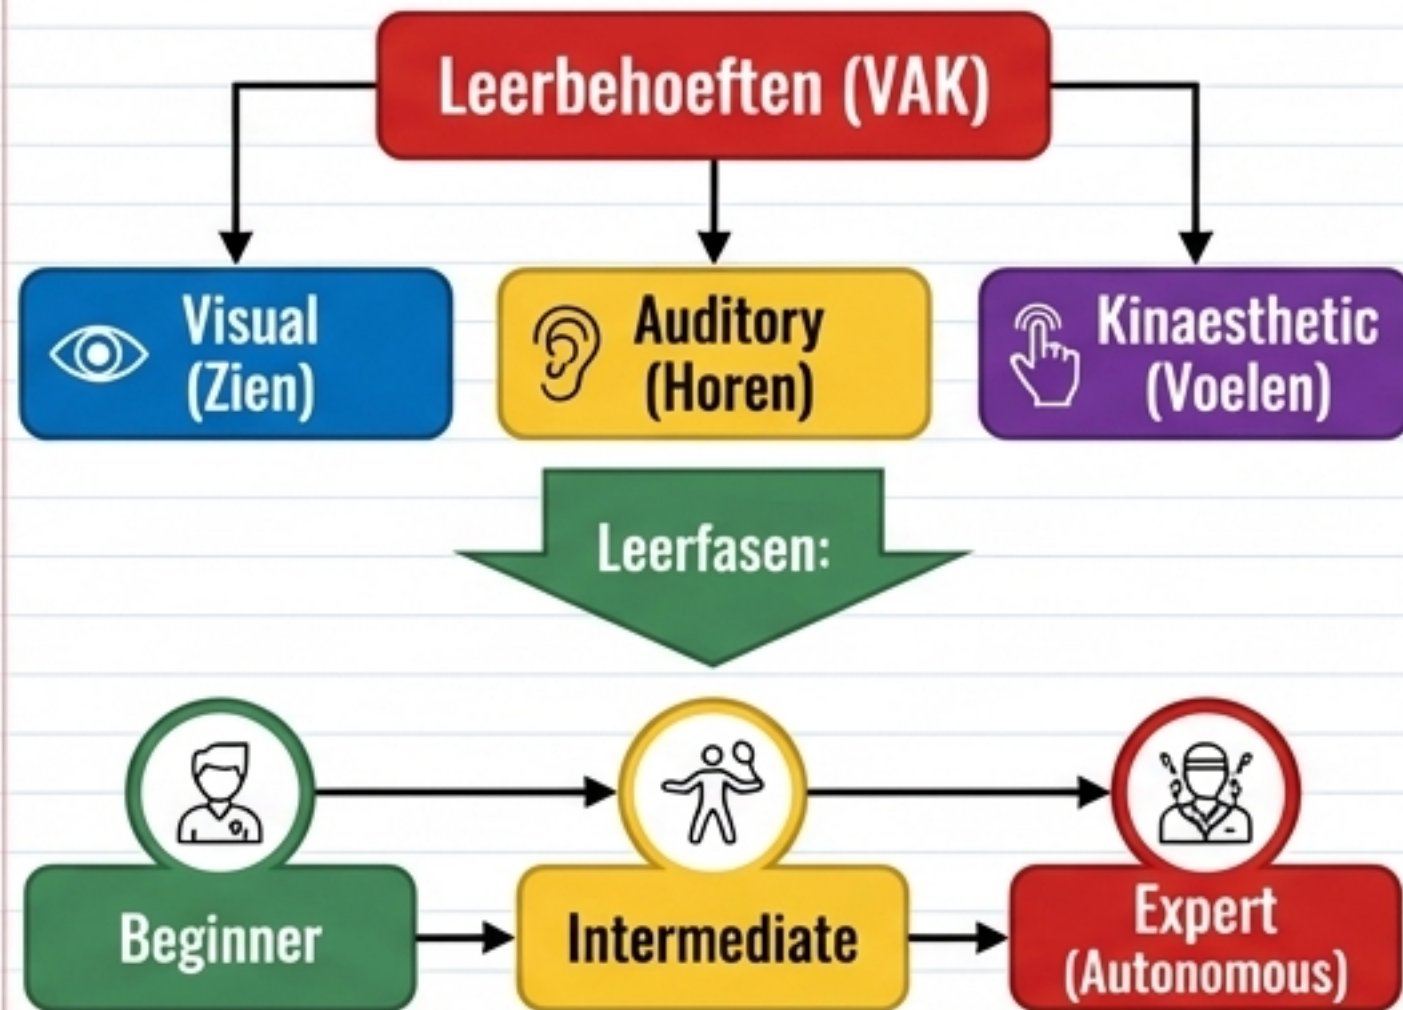 Leerbehoeften (VAK)
Visual
(Zien)
Auditory
(Horen)
Kinaesthetic
(Voelen)
Leerfasen:
Beginner
Intermediate
Expert
(Autonomous)